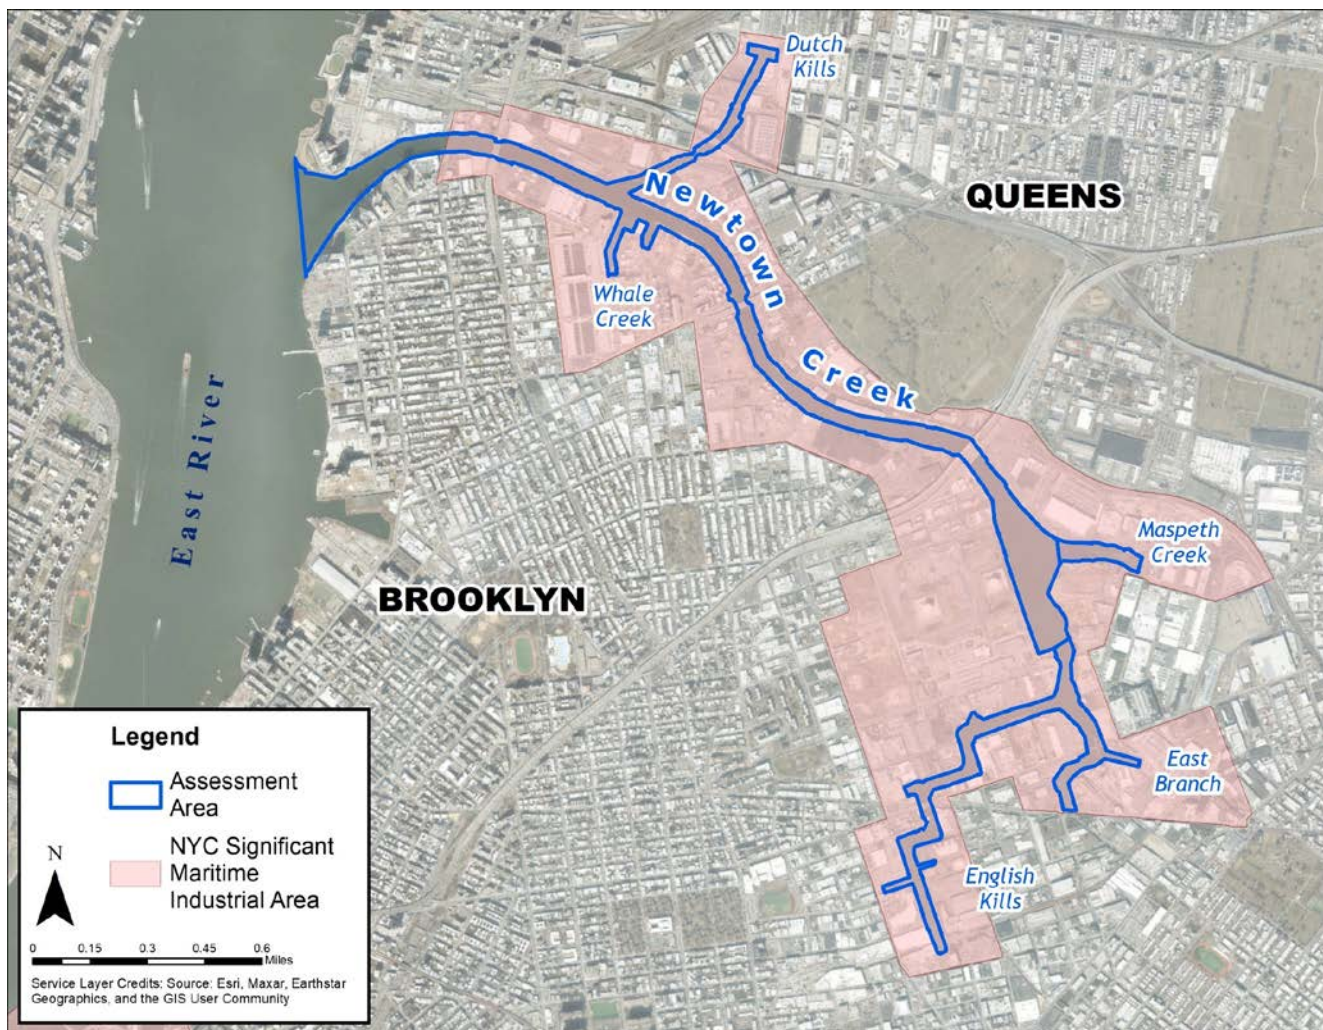 Dutch
Kills
QUEENS
Newtown
Creek
Whale
Creek
East River
Maspeth
Creek
BROOKLYN
East
Branch
English
Kills
Legend
Assessment
Area
NYC Significant
Maritime
Industrial Area
N
0 0.15 0.3 0.45 0.6
Miles
Service Layer Credits: Source: Esri, Maxar, Earthstar
Geographics, and the GIS User Community